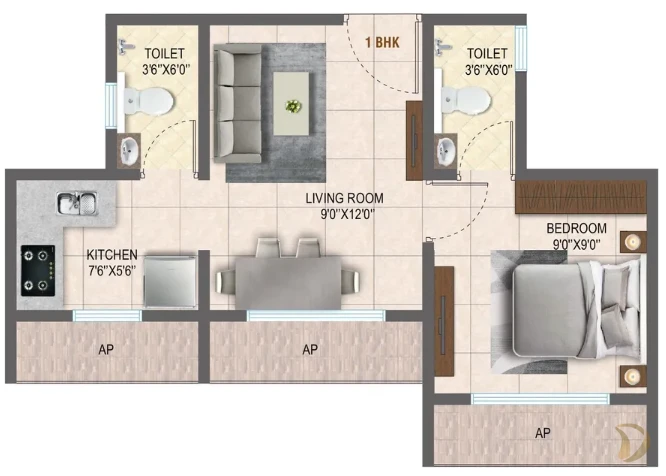 1 BHK
TOILET
3'6"X6'0"
TOILET
3'6"X6'0"
LIVING ROOM
9'0"X12'0"
BEDROOM
9'0"X9'0"
KITCHEN
7'6"X5'6"
AP
AP
AP